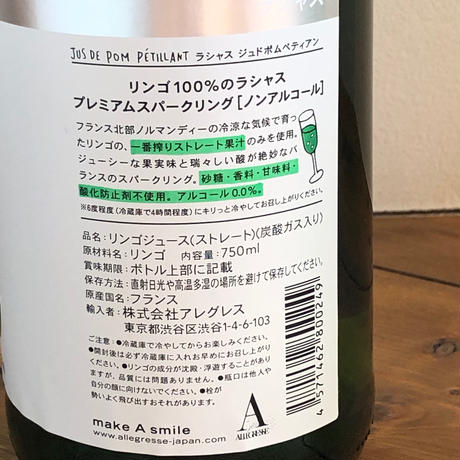 JUS DE POM PÉTILLANT ラシャス ジュドポムペティアン
リンゴ100%のラシャス
プレミアムスパークリング[ノンアルコール]
フランス北部ノルマンディーの冷涼な気候で育っ
たリンゴの、一番搾りストレート果汁のみを使用。
ジューシーな果実味と瑞々しい酸が絶妙なバ
ランスのスパークリング。砂糖・香料・甘味料・
酸化防止剤不使用。アルコール0.0%。
※6度程度(冷蔵庫で4時間程度)にキリっと冷やしてお召し上がりください。
品名:リンゴジュース(ストレート)(炭酸ガス入り)
原材料名:リンゴ 内容量:750ml
賞味期限:ボトル上部に記載
保存方法:直射日光や高温多湿の場所を避けて保存してください。
原産国名:フランス
輸入者:株式会社アレグレス
東京都渋谷区渋谷1-4-6-103
ご注意:●冷蔵庫で冷やしてからお楽しみください。
●開封後は必ず冷蔵庫に入れお早めにお召し上がり
ください。●リンゴの成分が沈殿・浮遊する場合があり
ますが、品質には問題ありません。●瓶口は他人や
自分の顔に向けないでください。●栓が
勢いよく飛び出すおそれがあります。
make A smile
www.allegresse-japan.com
A
ALLEGRESSE
4571462800249